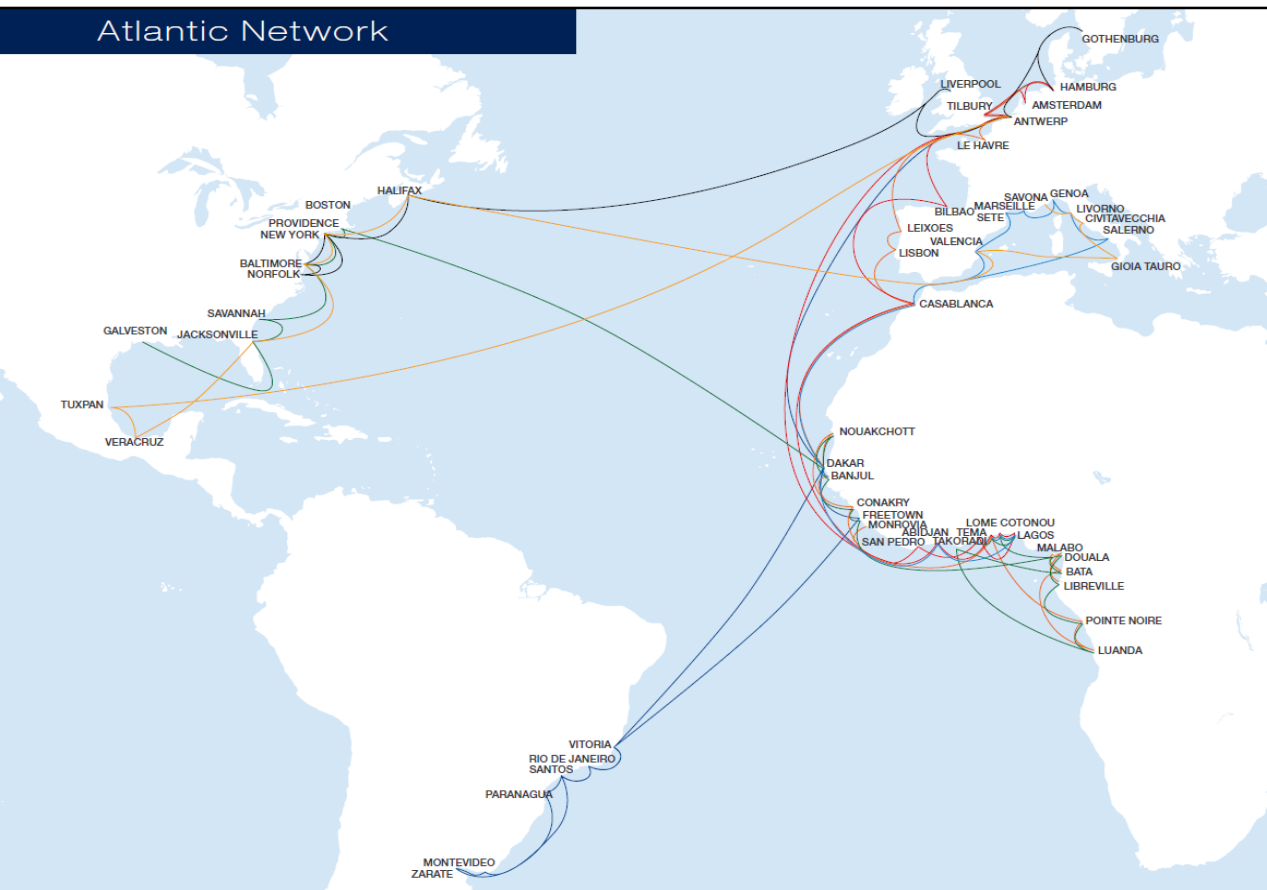 Atlantic Network
GOTHENBURG
LIVERPOOL
HAMBURG
TILBURY
AMSTERDAM
ANTWERP
LE HAVRE
HALIFAX
BOSTON
SAVONA
GENOA
MARSEILLE
LIVORNO
BILBAO
SETE
CIVITAVECCHIA
PROVIDENCE
LEIXOES
SALERNO
NEW YORK
VALENCIA
LISBON
BALTIMORE
GIOIA TAURO
NORFOLK
CASABLANCA
SAVANNAH
GALVESTON
JACKSONVILLE
TUXPAN
VERACRUZ
NOUAKCHOTT
DAKAR
BANJUL
CONAKRY
FREETOWN
MONROVIA
LOME COTONOU
ABIDJAN
TEMA
LAGOS
SAN PEDRO
TAKORADI
MALABO
DOUALA
BATA
LIBREVILLE
POINTE NOIRE
LUANDA
VITORIA
RIO DE JANEIRO
SANTOS
PARANAGUA
MONTEVIDEO
ZARATE